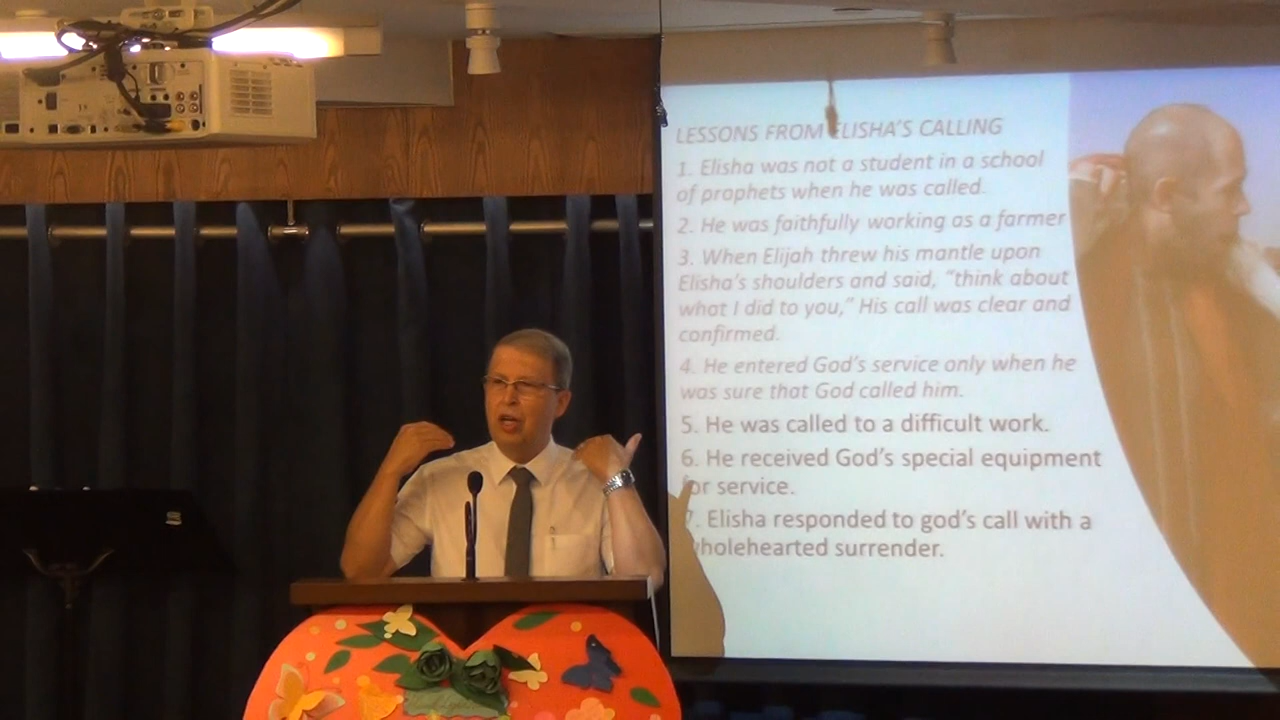 LESSONS FROM ELISHA'S CALLING
1. Elisha was not a student in a school
of prophets when he was called.
2. He was faithfully working as a farmer
3. When Elijah threw his mantle upon
Elisha's shoulders and said, "think about
what I did to you," His call was clear and
confirmed.
4. He entered God's service only when he
was sure that God called him.
5. He was called to a difficult work.
6. He received God's special equipment
for service.
7. Elisha responded to god's call with a
wholehearted surrender.